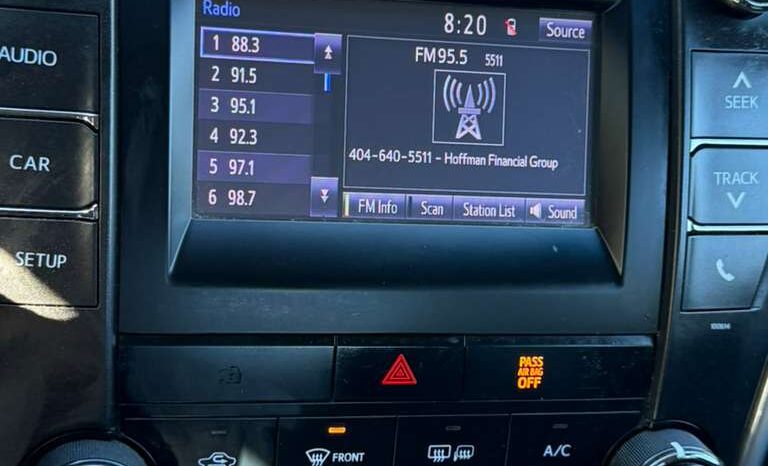 Radio
8:20
Source
1 88.3
2 91.5
3 95.1
4 92.3
5 97.1
6 98.7
FM95.5 5511
404-640-5511 - Hoffman Financial Group
FM Info
Scan
Station List
Sound
AUDIO
CAR
SETUP
SEEK
TRACK
PASS
AIR BAG
OFF
FRONT
A/C